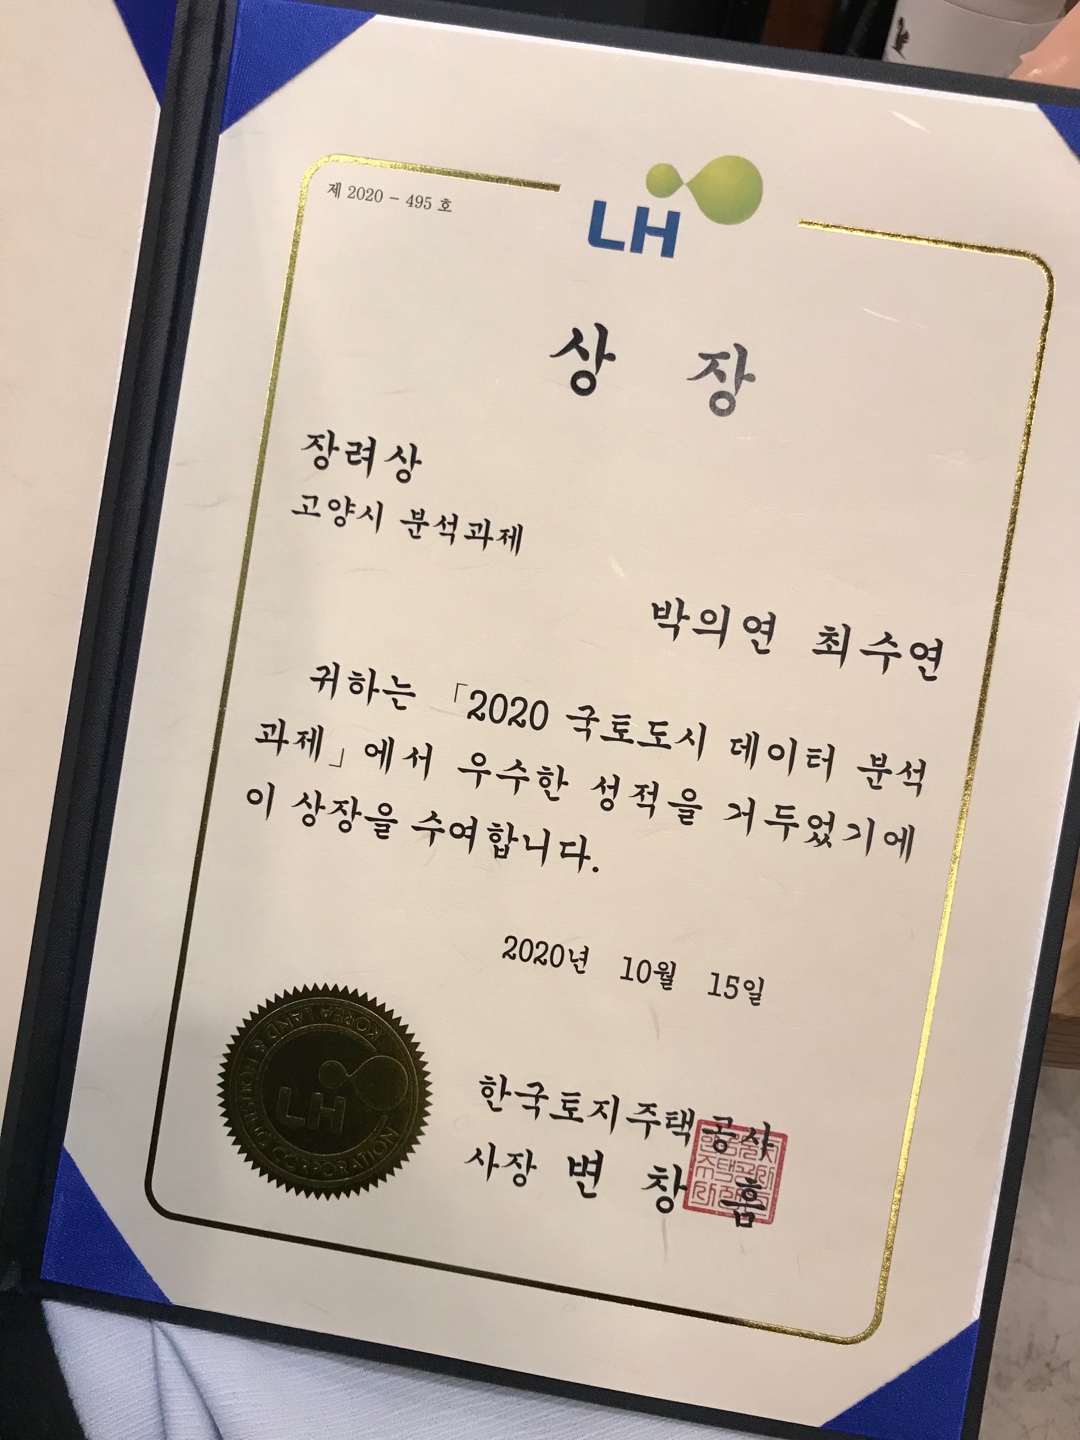 제 2020 - 495 호
LH
상 장
장려상
고양시 분석과제
박의연 최수연
귀하는 「2020 국토도시 데이터 분석
과제」에서 우수한 성적을 거두었기에
이 상장을 수여합니다.
2020년 10월 15일
한국토지주택공사
사장 변 창 흠
KOREA LAND & HOUSING CORPORATION
LH